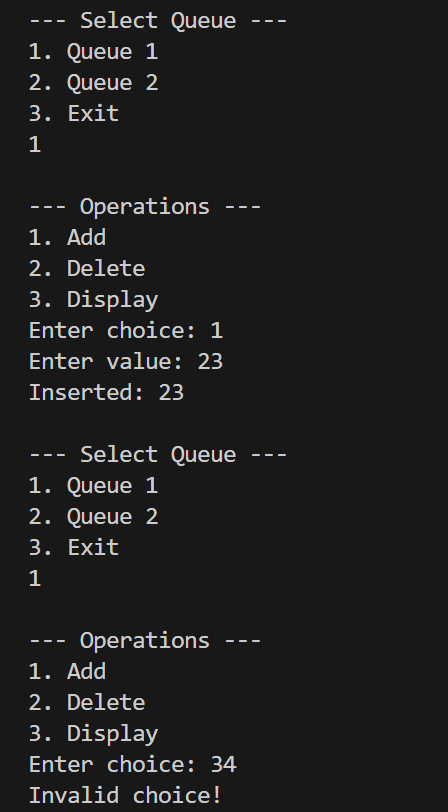 --- Select Queue ---
1. Queue 1
2. Queue 2
3. Exit
1

--- Operations ---
1. Add
2. Delete
3. Display
Enter choice: 1
Enter value: 23
Inserted: 23

--- Select Queue ---
1. Queue 1
2. Queue 2
3. Exit
1

--- Operations ---
1. Add
2. Delete
3. Display
Enter choice: 34
Invalid choice!